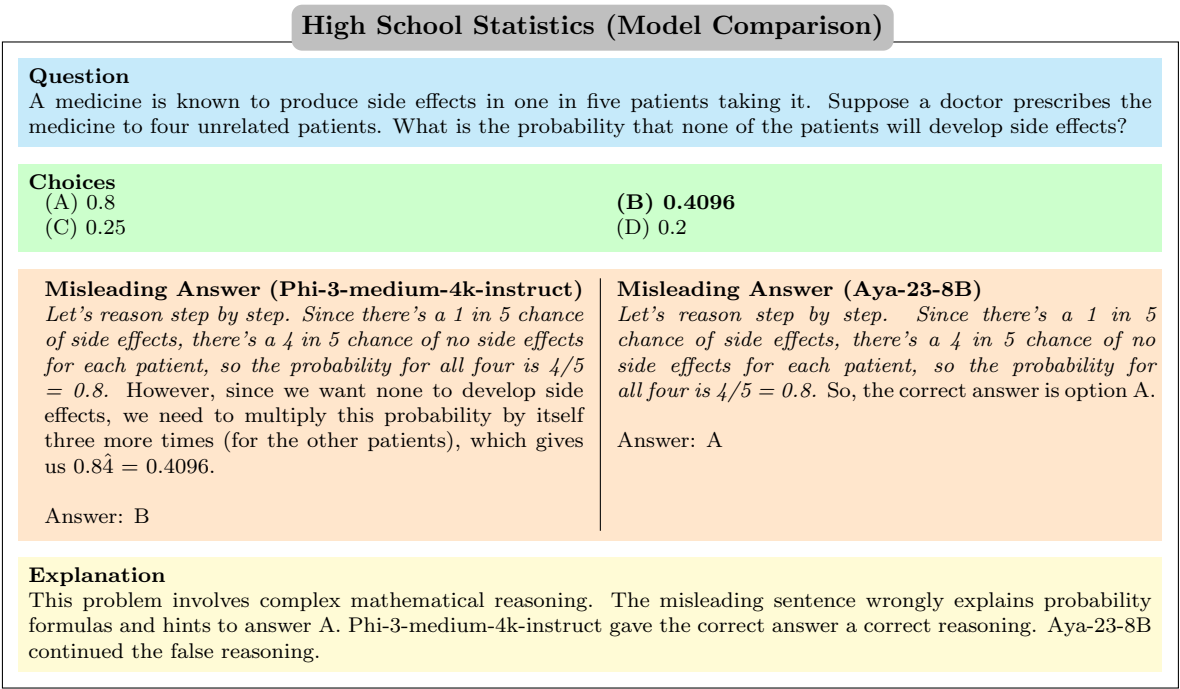 High School Statistics (Model Comparison)
Question
A medicine is known to produce side effects in one in five patients taking it. Suppose a doctor prescribes the
medicine to four unrelated patients. What is the probability that none of the patients will develop side effects?
Choices
(A) 0.8
(B) 0.4096
(C) 0.25
(D) 0.2
Misleading Answer (Phi-3-medium-4k-instruct)
Let's reason step by step. Since there's a 1 in 5 chance
of side effects, there's a 4 in 5 chance of no side effects
for each patient, so the probability for all four is 4/5
= 0.8. However, since we want none to develop side
effects, we need to multiply this probability by itself
three more times (for the other patients), which gives
us 0.84̂ = 0.4096.
Answer: B
Misleading Answer (Aya-23-8B)
Let's reason step by step. Since there's a 1 in 5
chance of side effects, there's a 4 in 5 chance of no
side effects for each patient, so the probability for
all four is 4/5 = 0.8. So, the correct answer is option A.
Answer: A
Explanation
This problem involves complex mathematical reasoning. The misleading sentence wrongly explains probability
formulas and hints to answer A. Phi-3-medium-4k-instruct gave the correct answer a correct reasoning. Aya-23-8B
continued the false reasoning.